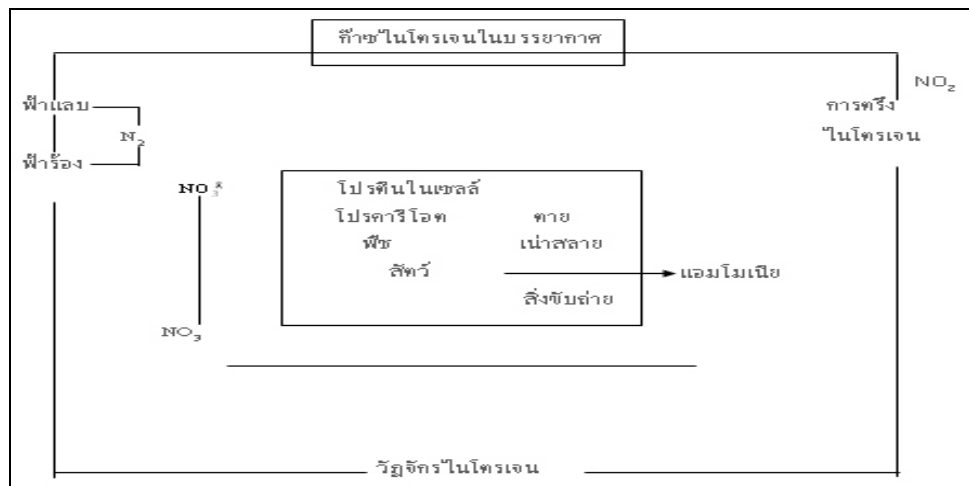 ก๊าซไนโตรเจนในบรรยากาศ
NO2
ฟ้าแลบ
การตรึง
N2
ไนโตรเจน
ฟ้าร้อง
NO3
โปรตีนในเซลล์
โปรคาริโอต ตาย
พืช เน่าสลาย
สัตว์ แอมโมเนีย
สิ่งขับถ่าย
NO3
วัฏจักรไนโตรเจน